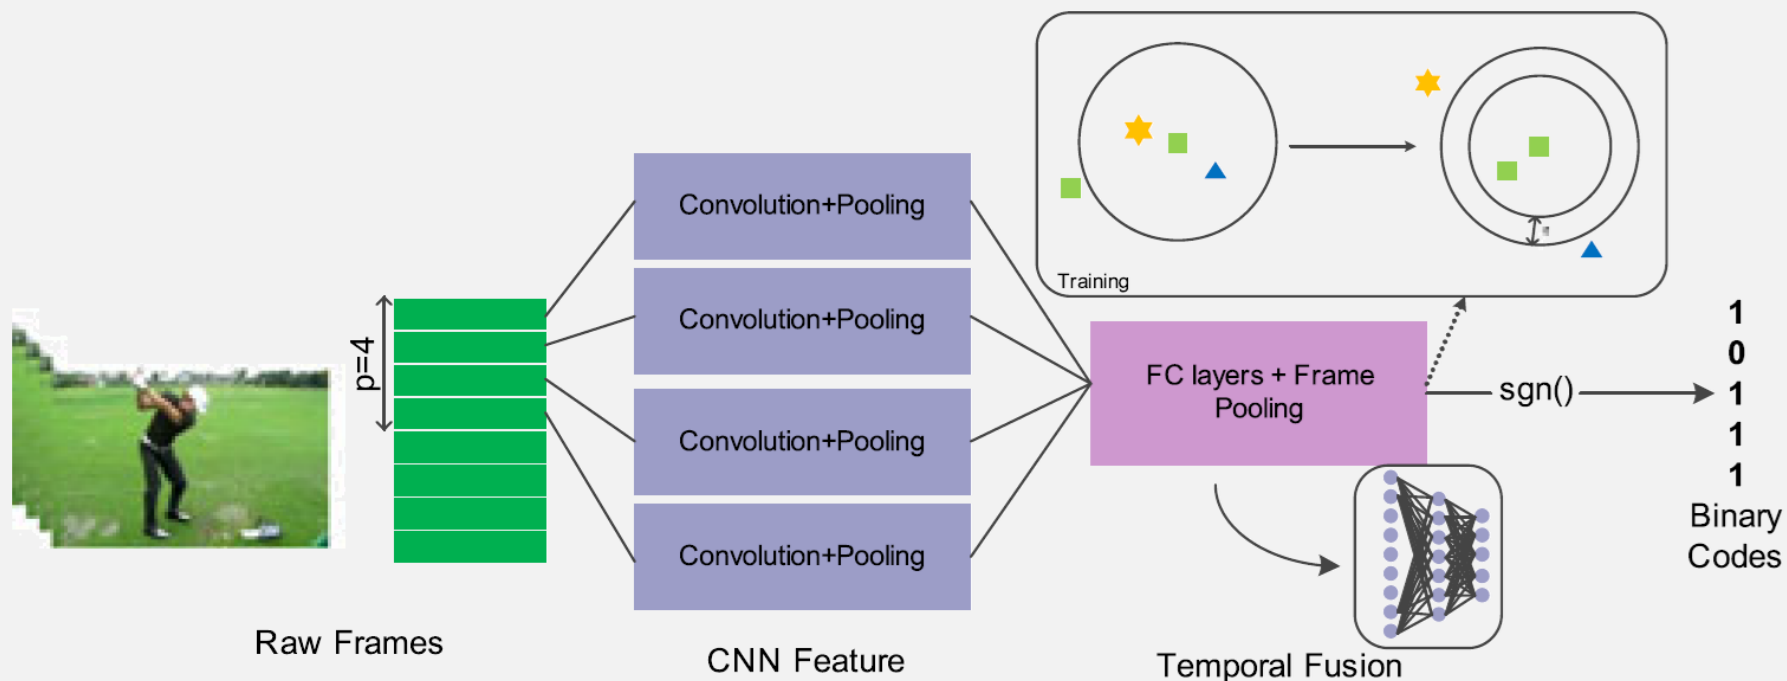 Training
p=4
Convolution+Pooling
Convolution+Pooling
Convolution+Pooling
Convolution+Pooling
FC layers + Frame
Pooling
sgn()
1
0
1
1
1
Binary
Codes
Raw Frames
CNN Feature
Temporal Fusion